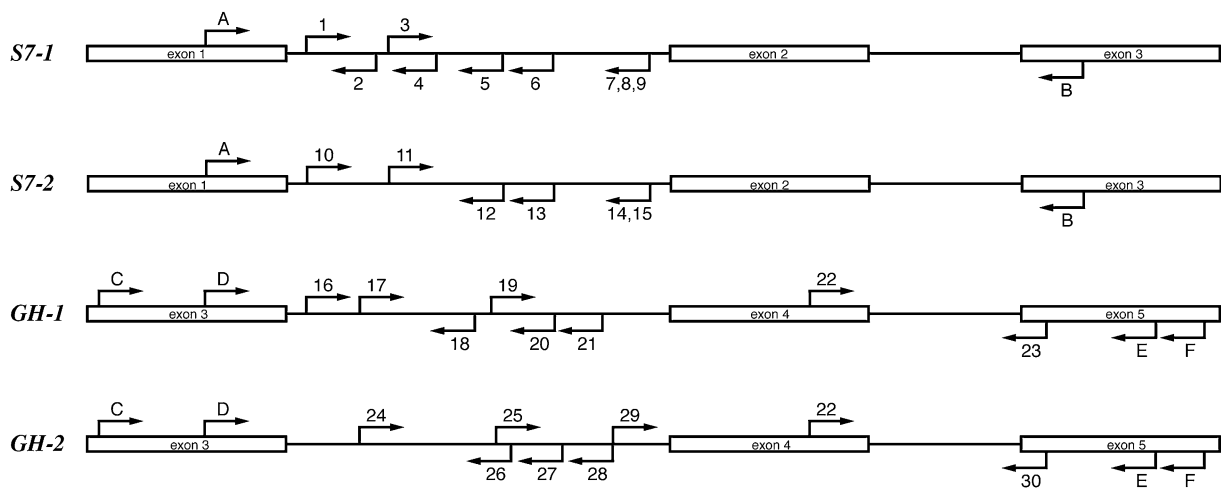 A 1 3
S7-1 exon 1 exon 2 exon 3
2 4 5 6 7,8,9 B
A 10 11
S7-2 exon 1 exon 2 exon 3
12 13 14,15 B
C D 16 17 19 22
GH-1 exon 3 exon 4 exon 5
18 20 21 23 E F
C D 24 25 29 22
GH-2 exon 3 exon 4 exon 5
26 27 28 30 E F